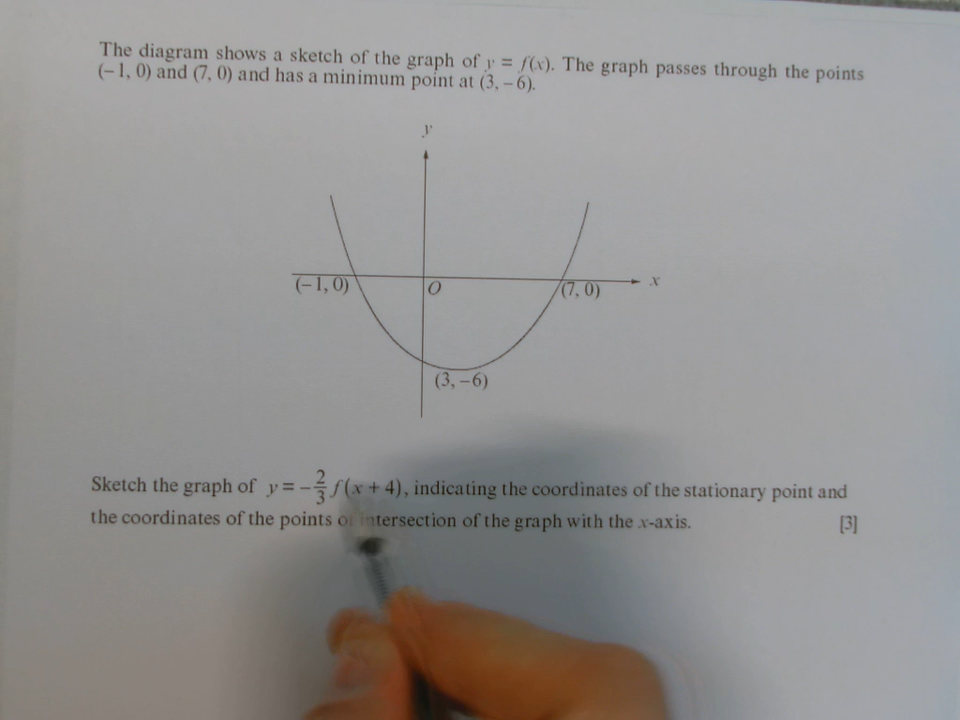 The diagram shows a sketch of the graph of y = f(x). The graph passes through the points
(−1, 0) and (7, 0) and has a minimum point at (3, −6).
y
x
(−1, 0)
O
(7, 0)
(3, −6)
Sketch the graph of y = −2/3 f(x + 4), indicating the coordinates of the stationary point and
the coordinates of the points of intersection of the graph with the x-axis. [3]